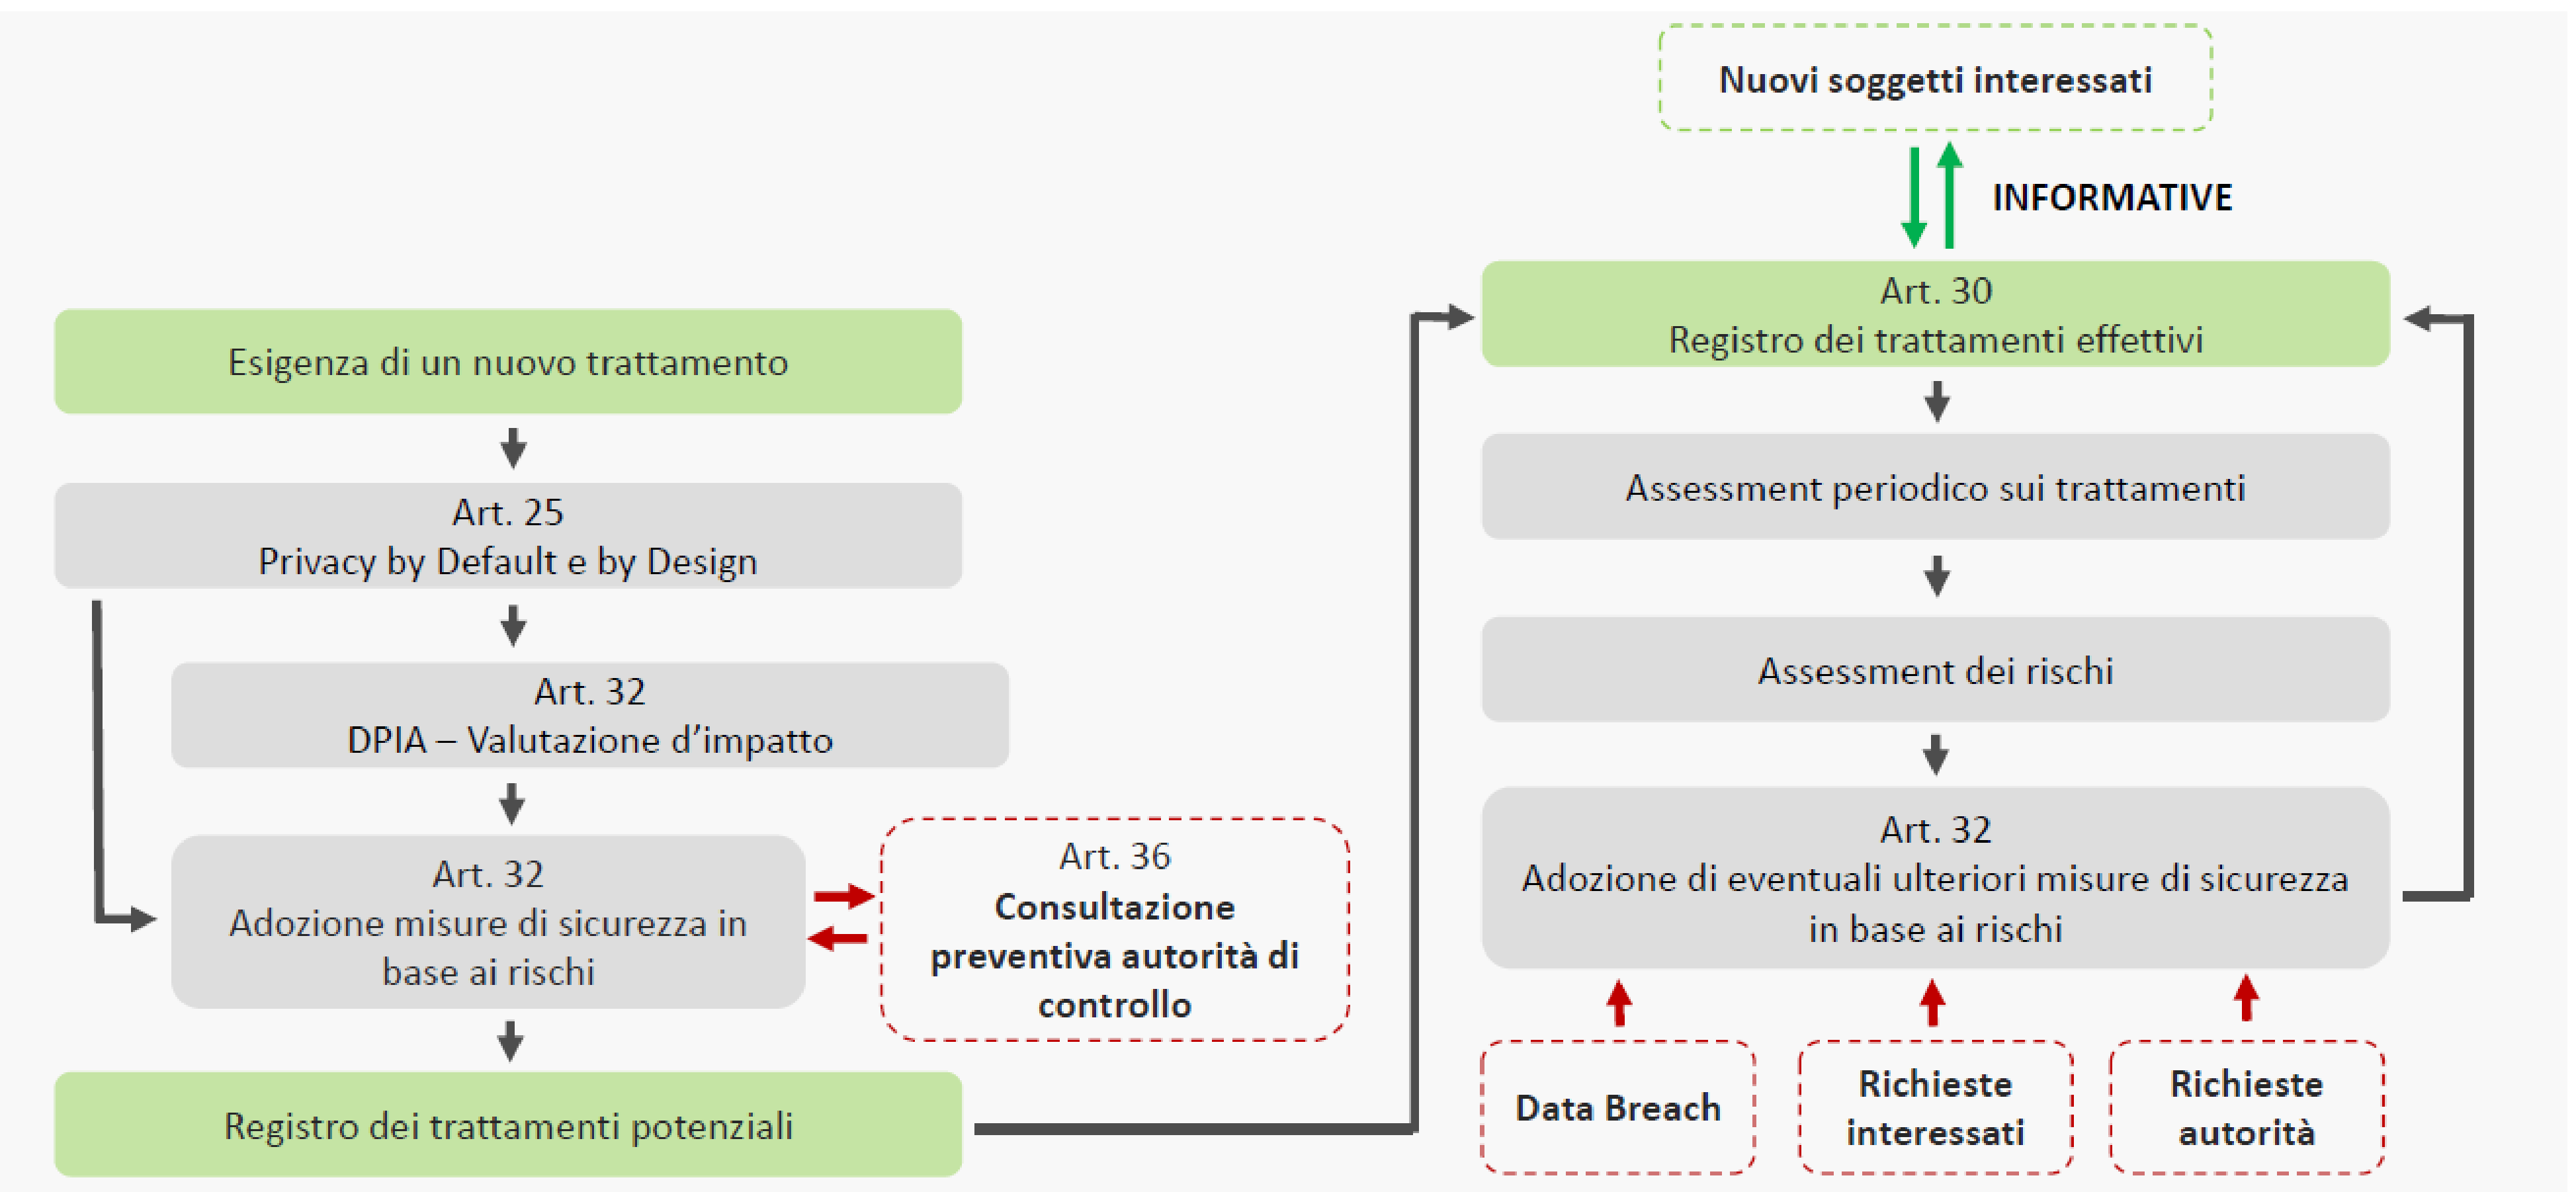 Esigenza di un nuovo trattamento
Art. 25
Privacy by Default e by Design
Art. 32
DPIA – Valutazione d’impatto
Art. 32
Adozione misure di sicurezza in
base ai rischi
Art. 36
Consultazione
preventiva autorità di
controllo
Registro dei trattamenti potenziali
Nuovi soggetti interessati
INFORMATIVE
Art. 30
Registro dei trattamenti effettivi
Assessment periodico sui trattamenti
Assessment dei rischi
Art. 32
Adozione di eventuali ulteriori misure di sicurezza
in base ai rischi
Data Breach
Richieste
interessati
Richieste
autorità